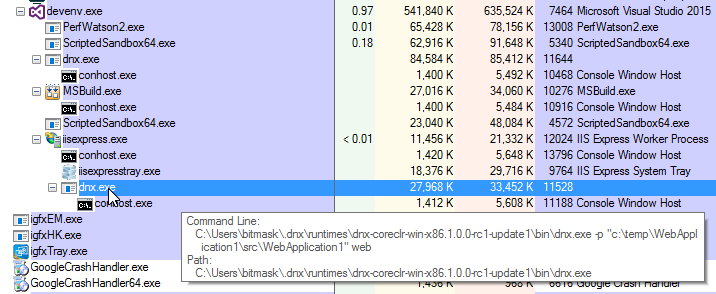 devenv.exe 0.97 541,840 K 635,524 K 7464 Microsoft Visual Studio 2015
PerfWatson2.exe 0.01 65,428 K 78,156 K 13008 PerfWatson2.exe
ScriptedSandbox64.exe 0.18 62,916 K 91,648 K 5340 ScriptedSandbox64.exe
dnx.exe 84,584 K 85,412 K 11644
conhost.exe 1,400 K 5,492 K 10468 Console Window Host
MSBuild.exe 27,016 K 34,060 K 10276 MSBuild.exe
conhost.exe 1,400 K 5,484 K 10916 Console Window Host
ScriptedSandbox64.exe 23,040 K 48,084 K 4572 ScriptedSandbox64.exe
iisexpress.exe < 0.01 11,456 K 21,332 K 12024 IIS Express Worker Process
conhost.exe 1,420 K 5,648 K 13796 Console Window Host
iisexpresstray.exe 18,376 K 29,716 K 9764 IIS Express System Tray
dnx.exe 27,968 K 33,452 K 11528
conhost.exe 1,412 K 5,608 K 11188 Console Window Host
igfxEM.exe
igfxHK.exe
igfxTray.exe
GoogleCrashHandler.exe
GoogleCrashHandler64.exe 1,436 K 968 K 6616 Google Crash Handler
Command Line:
C:\Users\bitmask\.dnx\runtimes\dnx-coreclr-win-x86.1.0.0-rc1-update1\bin\dnx.exe -p "c:\temp\WebAppl
ication1\src\WebApplication1" web
Path:
C:\Users\bitmask\.dnx\runtimes\dnx-coreclr-win-x86.1.0.0-rc1-update1\bin\dnx.exe